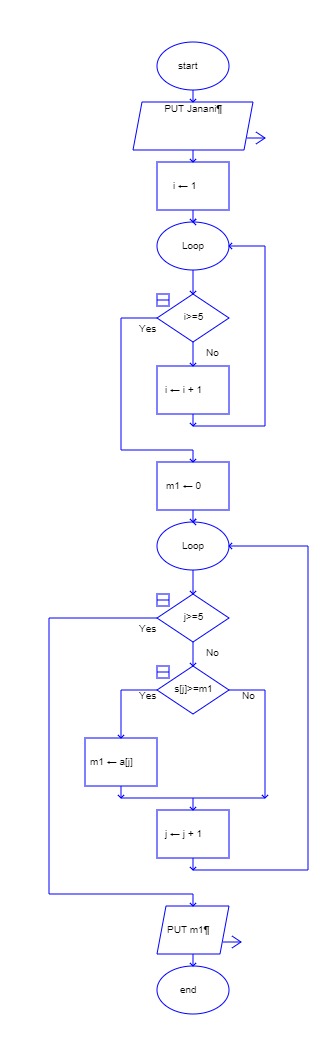 start
PUT Janani¶
i ← 1
Loop
i>=5
Yes
No
i ← i + 1
m1 ← 0
Loop
j>=5
Yes
No
s[j]>=m1
Yes
No
m1 ← a[j]
j ← j + 1
PUT m1¶
end